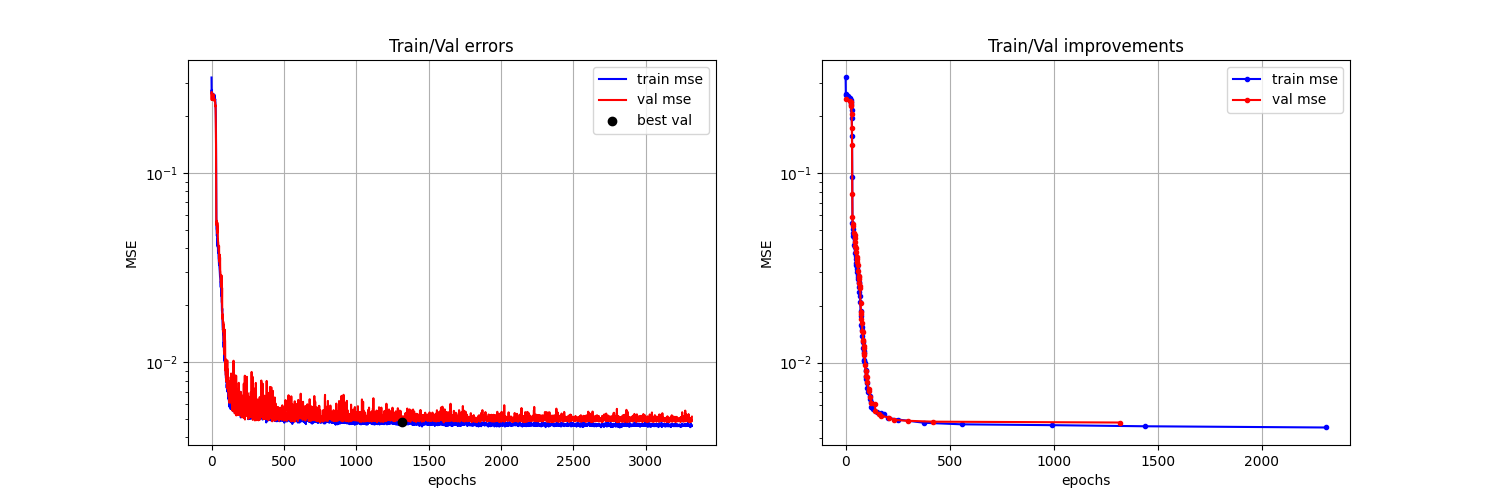 Train/Val errors
train mse
val mse
best val
10⁻¹
10⁻²
MSE
0 500 1000 1500 2000 2500 3000
epochs
Train/Val improvements
train mse
val mse
10⁻¹
10⁻²
MSE
0 500 1000 1500 2000
epochs